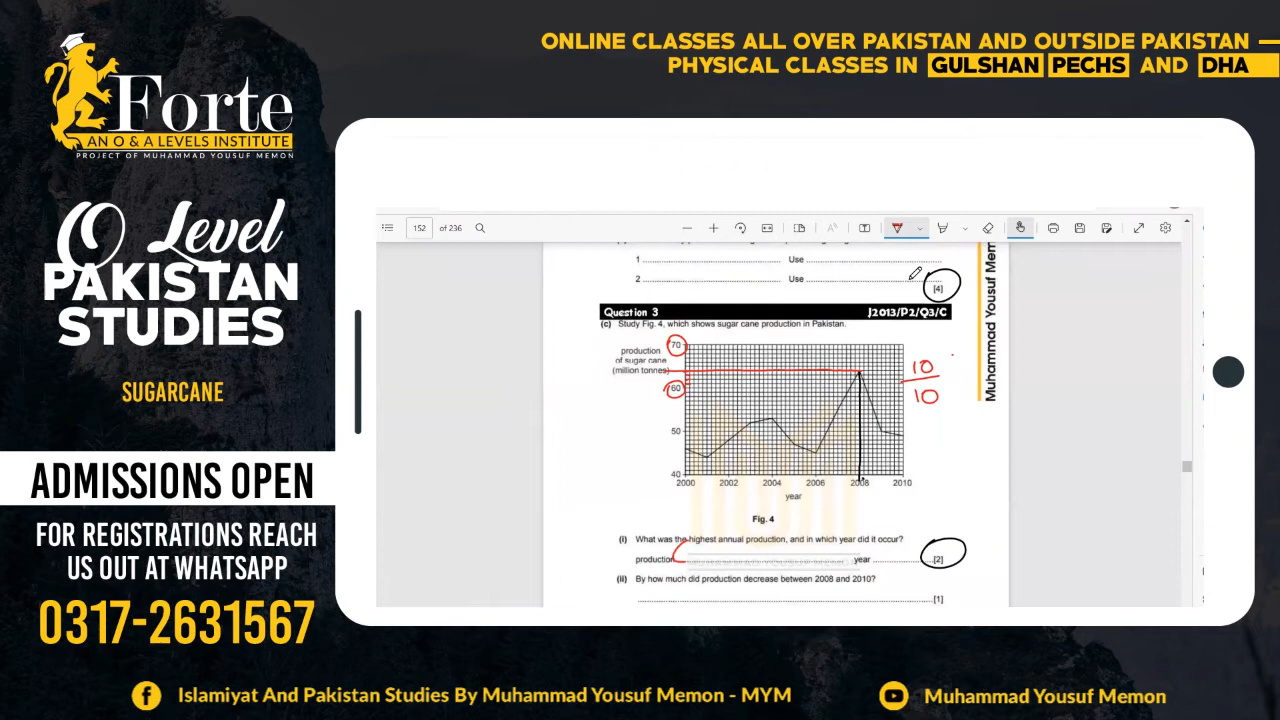 ONLINE CLASSES ALL OVER PAKISTAN AND OUTSIDE PAKISTAN
PHYSICAL CLASSES IN GULSHAN PECHS AND DHA
Forte
AN O & A LEVELS INSTITUTE
PROJECT OF MUHAMMAD YOUSUF MEMON
O Level
PAKISTAN
STUDIES
SUGARCANE
ADMISSIONS OPEN
FOR REGISTRATIONS REACH
US OUT AT WHATSAPP
0317-2631567
152 of 236
1 Use
2 Use
[4]
Muhammad Yousuf Mem
Question 3 J2013/P2/Q3/C
(c) Study Fig. 4, which shows sugar cane production in Pakistan.
production
of sugar cane
(million tonnes)
70
60
50
40
2000 2002 2004 2006 2008 2010
year
10
10
Fig. 4
(i) What was the highest annual production, and in which year did it occur?
production year [2]
(ii) By how much did production decrease between 2008 and 2010?
[1]
Islamiyat And Pakistan Studies By Muhammad Yousuf Memon - MYM
Muhammad Yousuf Memon